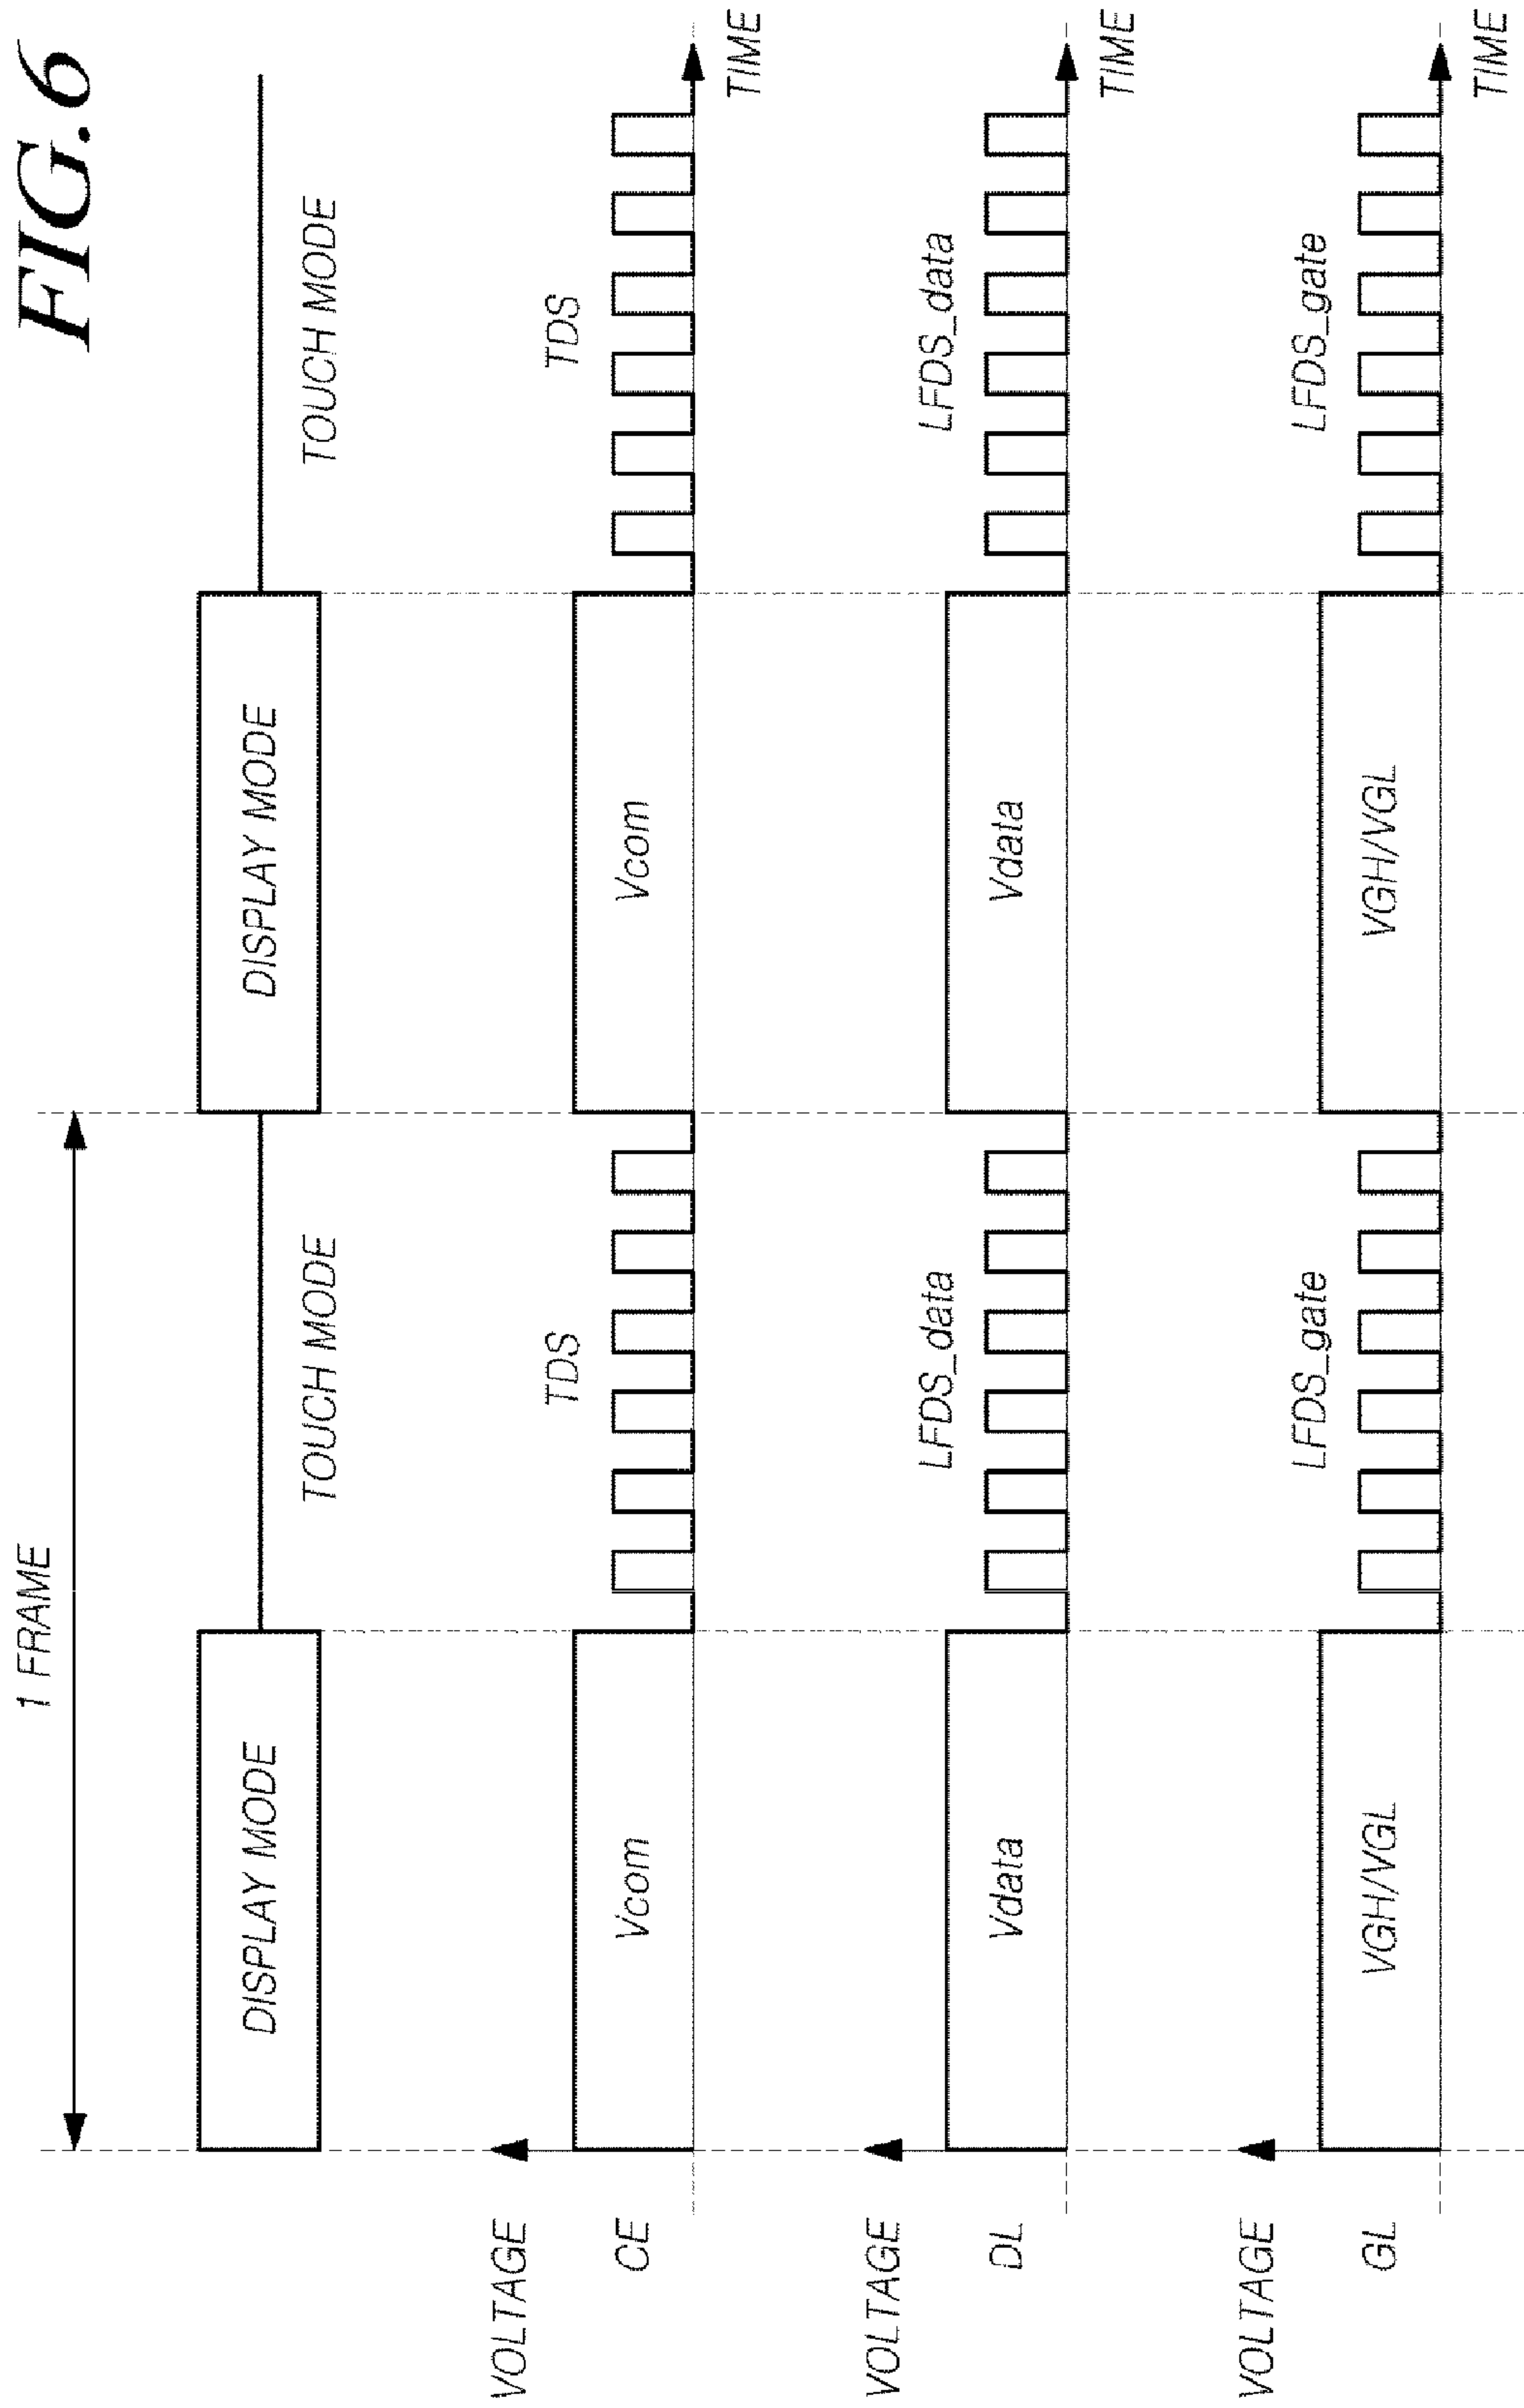 FIG.6
1 FRAME
DISPLAY MODE
TOUCH MODE
DISPLAY MODE
TOUCH MODE
VOLTAGE
CE
Vcom
TDS
Vcom
TDS
TIME
VOLTAGE
DL
Vdata
LFDS_data
Vdata
LFDS_data
TIME
VOLTAGE
GL
VGH/VGL
LFDS_gate
VGH/VGL
LFDS_gate
TIME